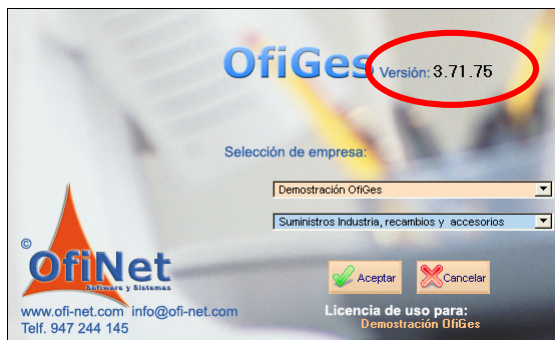 OfiGes Versión: 3.71.75
Selección de empresa:
Demostración OfiGes
Suministros Industria, recambios y accesorios
©
OfiNet
Software y Sistemas
Aceptar
Cancelar
www.ofi-net.com info@ofi-net.com
Telf. 947 244 145
Licencia de uso para:
Demostración OfiGes